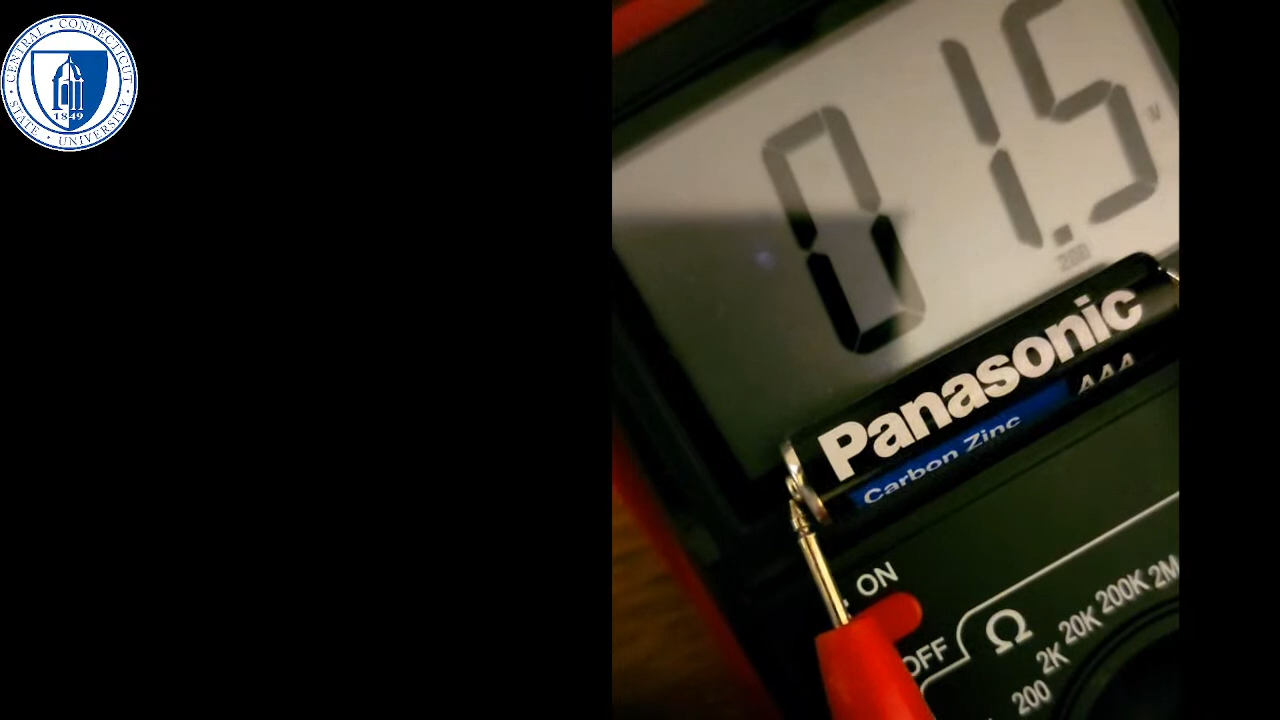 CENTRAL · CONNECTICUT
STATE · UNIVERSITY
1849
01.5
V
200
Panasonic
AAA
Carbon Zinc
ON
OFF
Ω
200
2K
20K
200K
2M